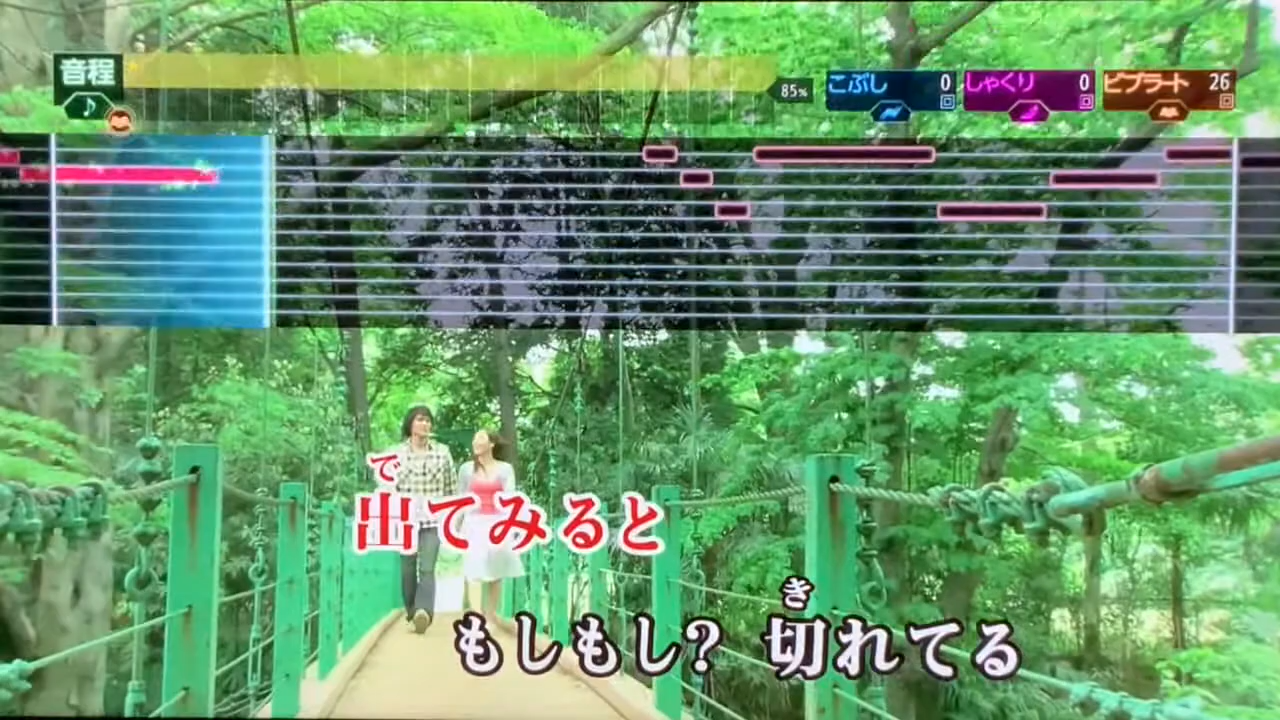 音程
85%
こぶし 0
しゃくり 0
ビブラート 26
で
出てみると
き
もしもし? 切れてる